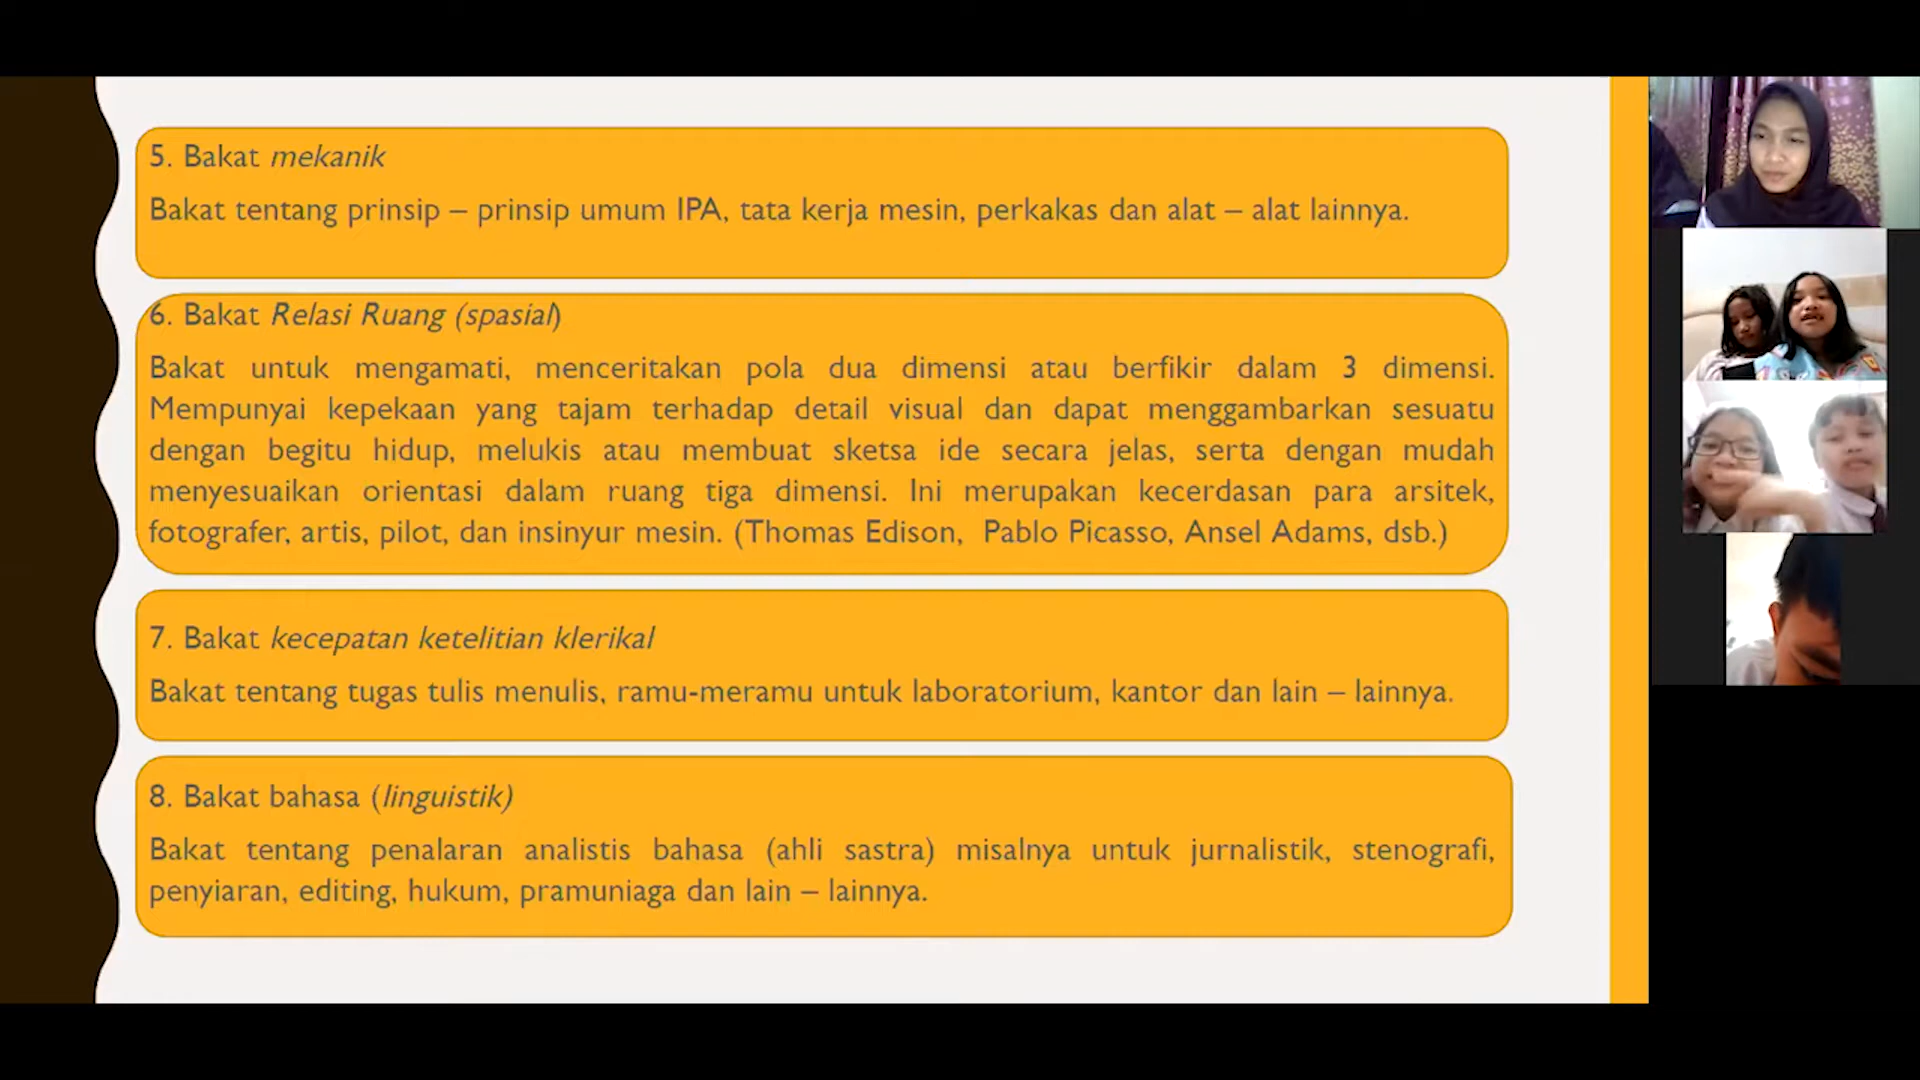 5. Bakat mekanik
Bakat tentang prinsip – prinsip umum IPA, tata kerja mesin, perkakas dan alat – alat lainnya.
6. Bakat Relasi Ruang (spasial)
Bakat untuk mengamati, menceritakan pola dua dimensi atau berfikir dalam 3 dimensi.
Mempunyai kepekaan yang tajam terhadap detail visual dan dapat menggambarkan sesuatu
dengan begitu hidup, melukis atau membuat sketsa ide secara jelas, serta dengan mudah
menyesuaikan orientasi dalam ruang tiga dimensi. Ini merupakan kecerdasan para arsitek,
fotografer, artis, pilot, dan insinyur mesin. (Thomas Edison, Pablo Picasso, Ansel Adams, dsb.)
7. Bakat kecepatan ketelitian klerikal
Bakat tentang tugas tulis menulis, ramu-meramu untuk laboratorium, kantor dan lain – lainnya.
8. Bakat bahasa (linguistik)
Bakat tentang penalaran analistis bahasa (ahli sastra) misalnya untuk jurnalistik, stenografi,
penyiaran, editing, hukum, pramuniaga dan lain – lainnya.